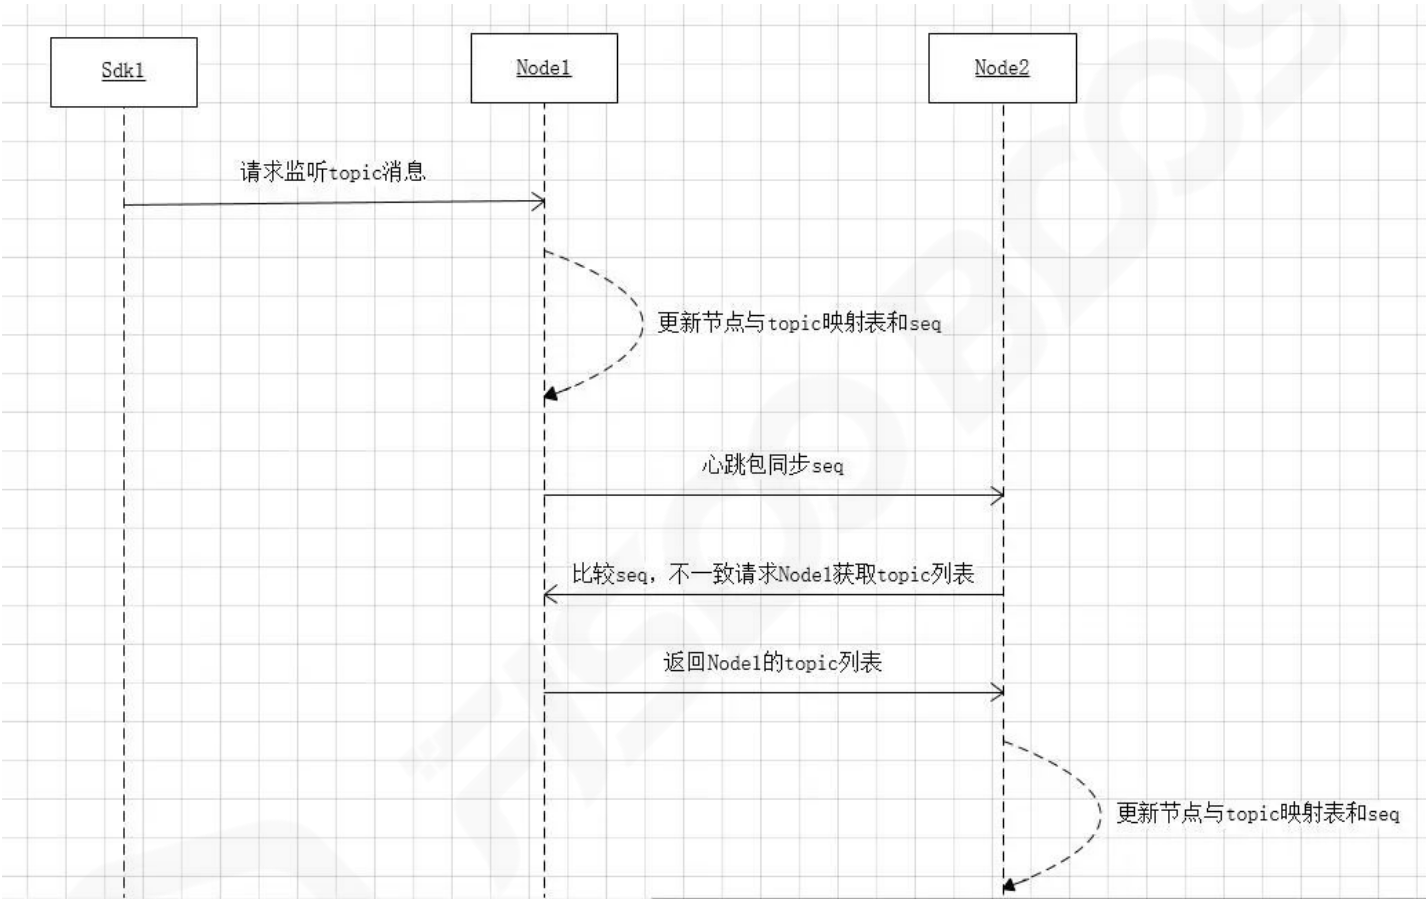 Sdk1
Node1
Node2
请求监听topic消息
更新节点与topic映射表和seq
心跳包同步seq
比较seq，不一致请求Node1获取topic列表
返回Node1的topic列表
更新节点与topic映射表和seq
FISCO BCOS